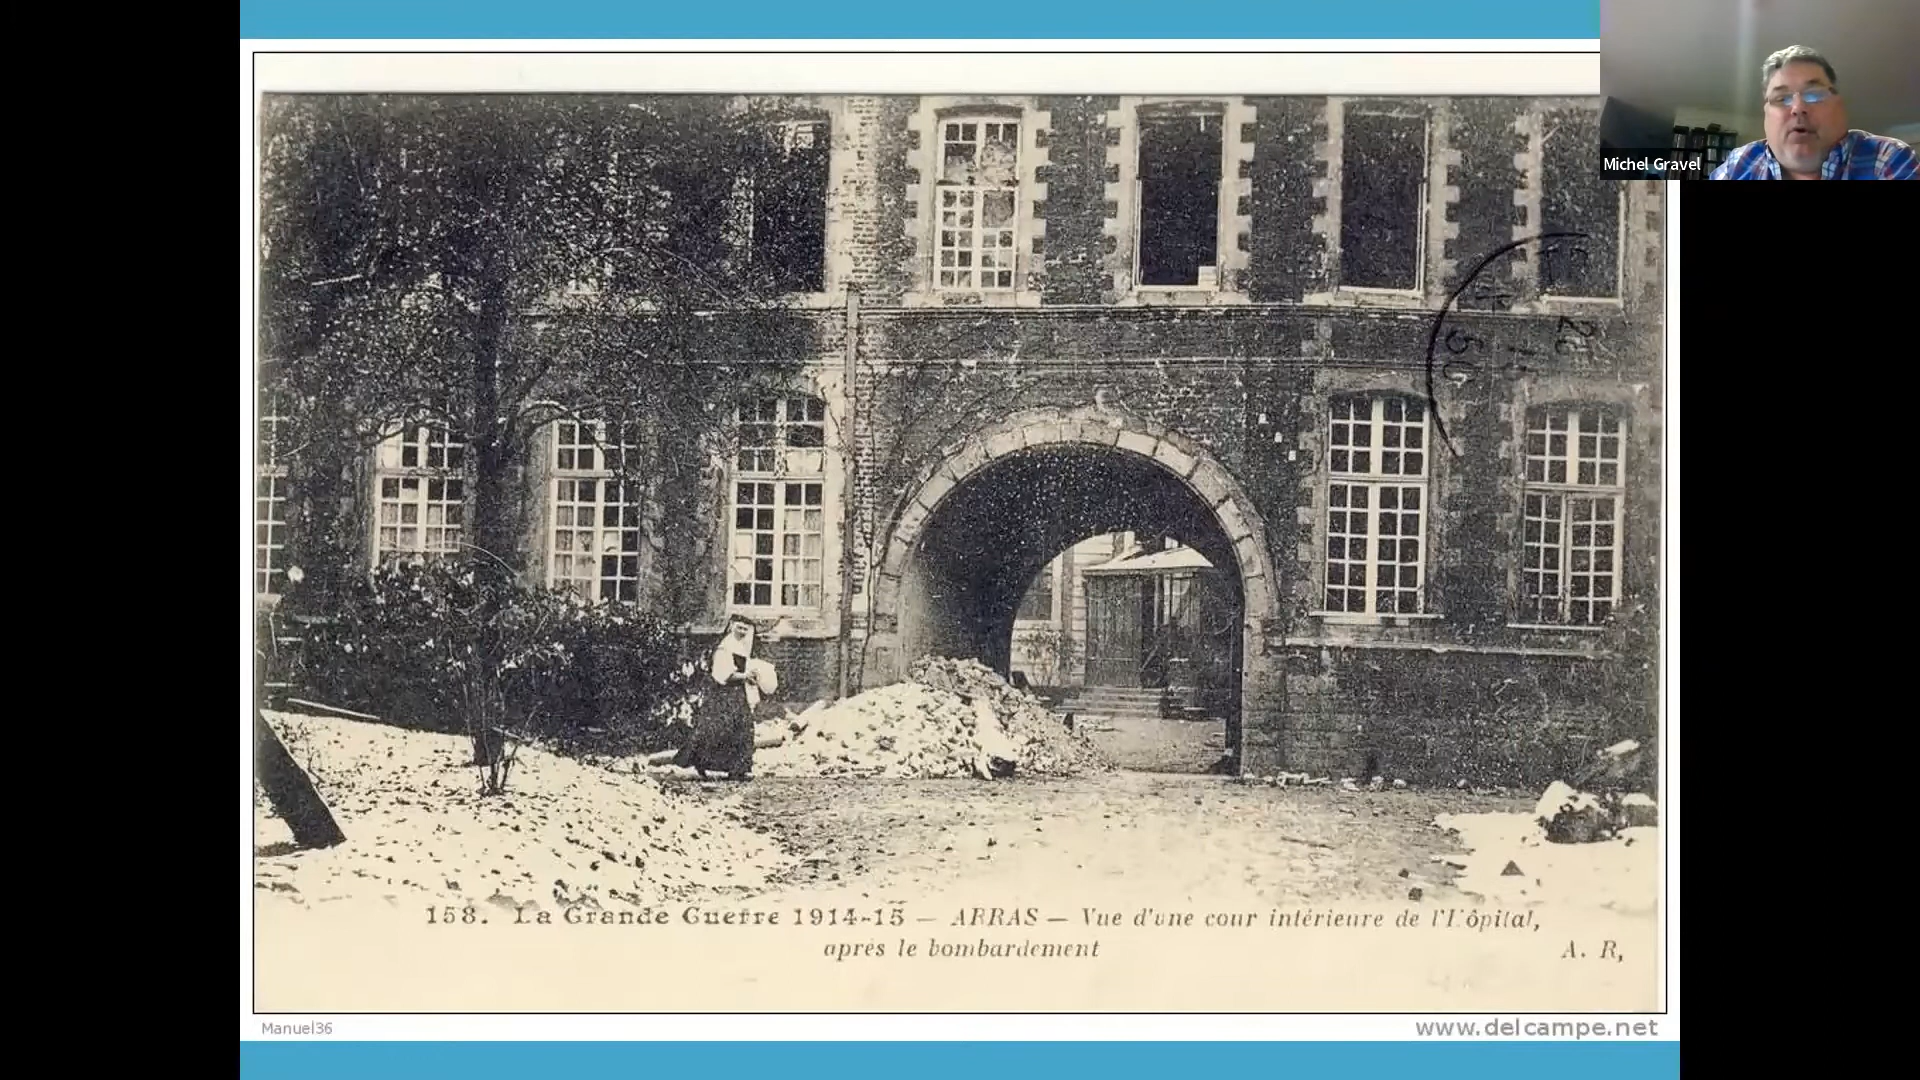 Michel Gravel
158. La Grande Guerre 1914-15 — ARRAS — Vue d'une cour intérieure de l'Hôpital,
après le bombardement
A. R,
Manuel36
www.delcampe.net